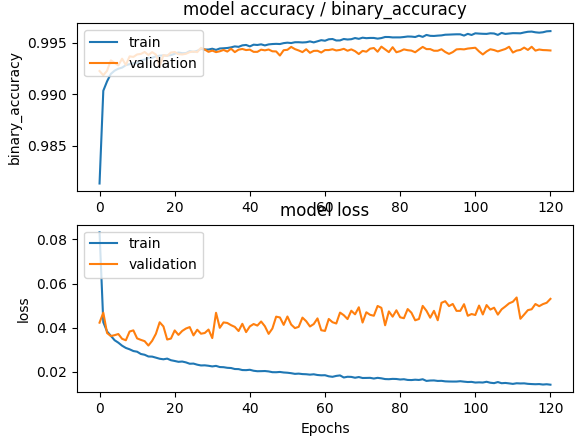 model accuracy / binary_accuracy
binary_accuracy
0.995
0.990
0.985
train
validation
0 20 40 60 80 100 120
model loss
loss
0.08
0.06
0.04
0.02
train
validation
0 20 40 60 80 100 120
Epochs